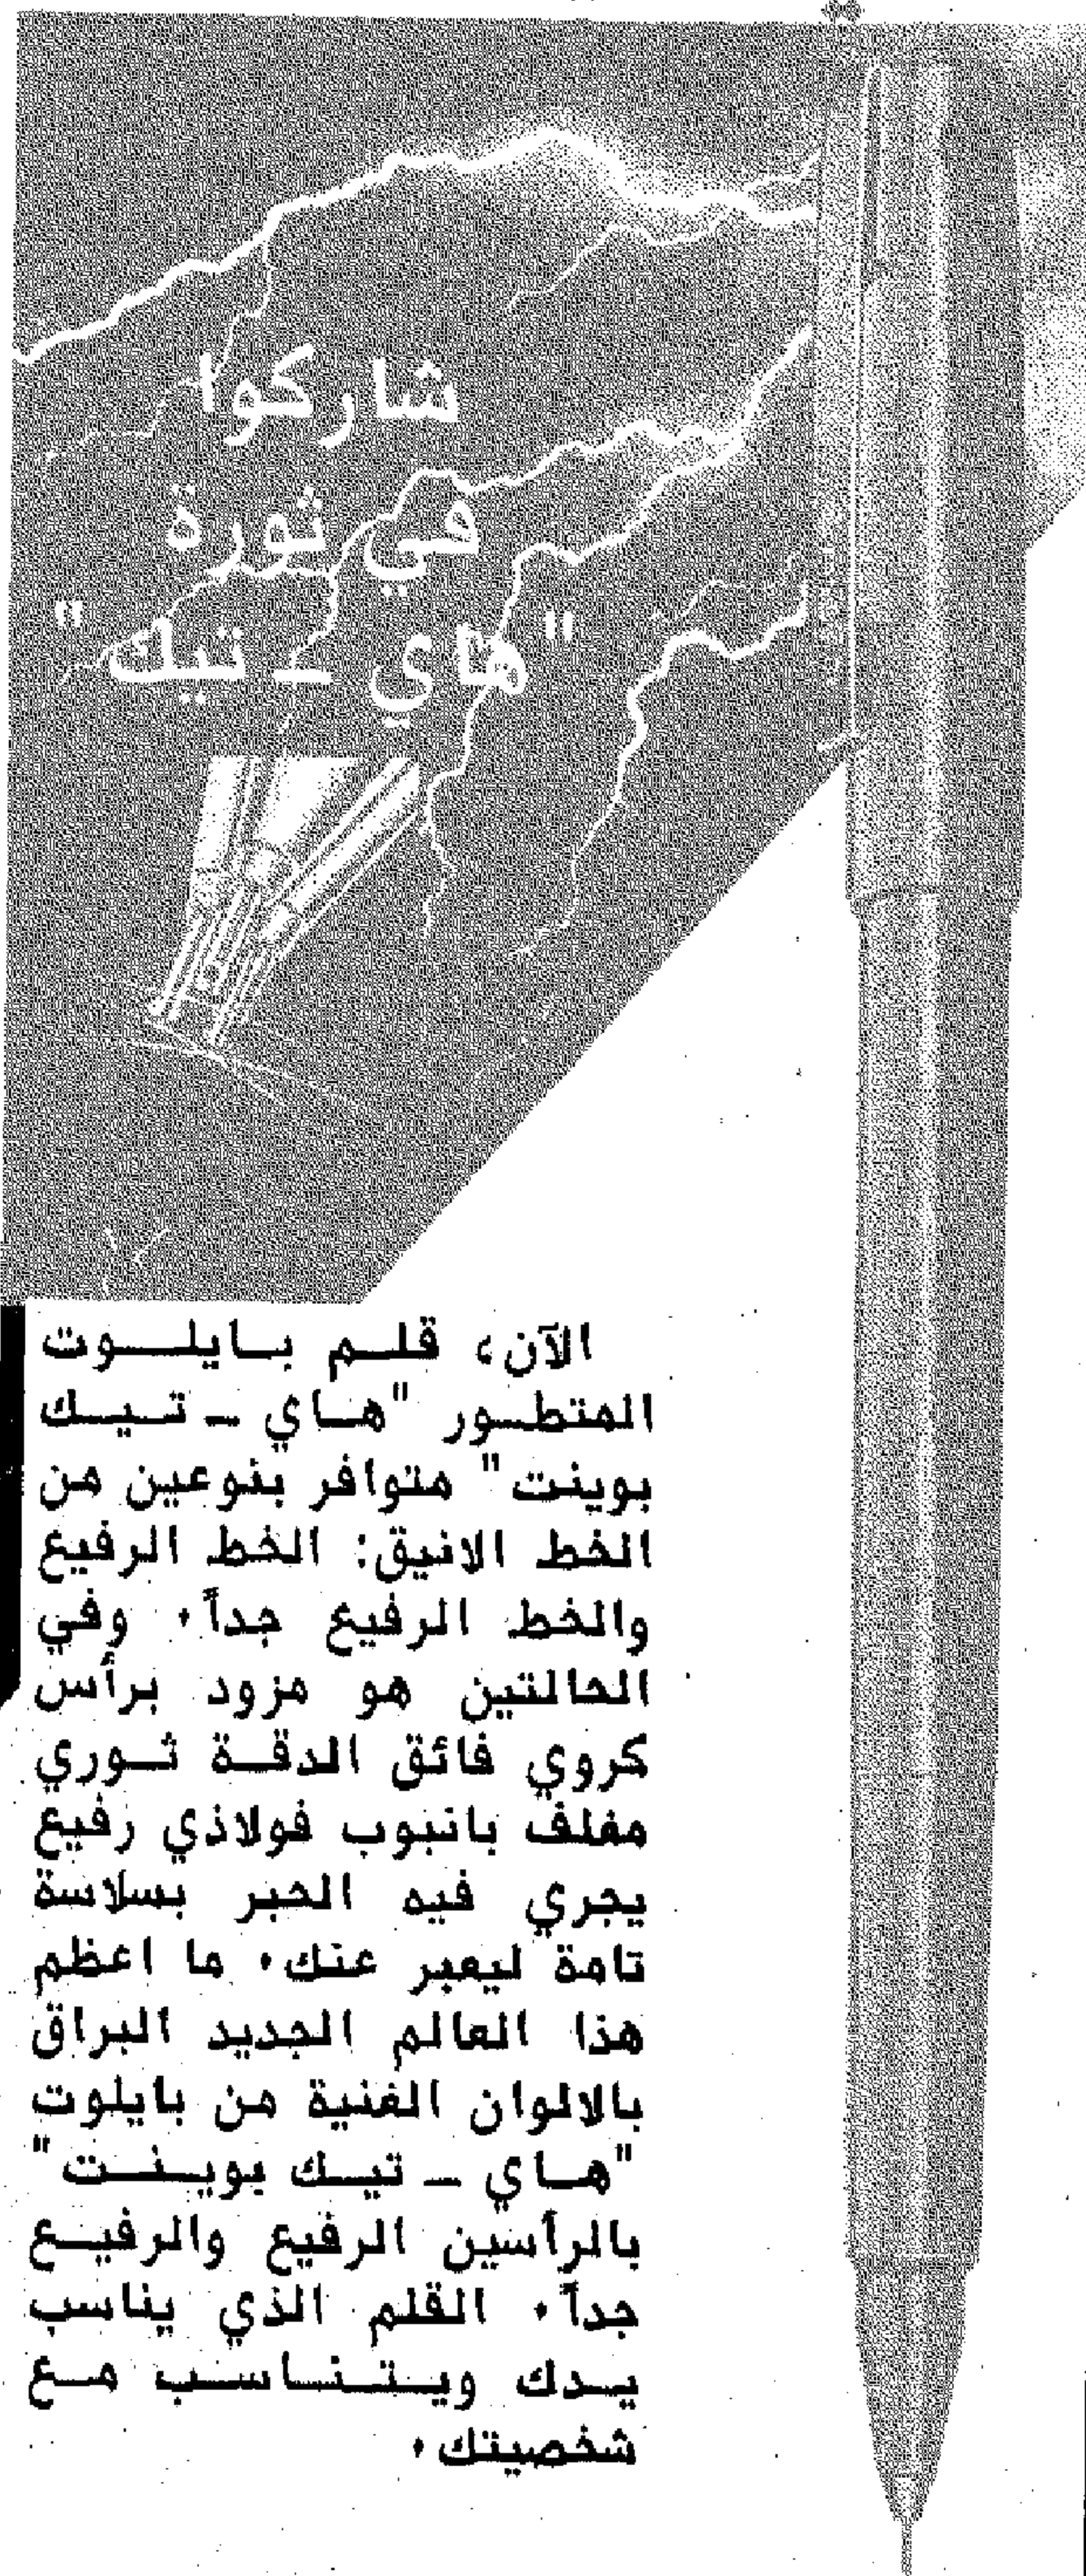 شاركوا
في ثورة
"هاي - تيك"
الآن، قلم بايلوت
المتطور "هاي - تيك
بوينت" متوافر بنوعين من
الخط الانيق: الخط الرفيع
والخط الرفيع جداً. وفي
الحالتين هو مزود برأس
كروي فائق الدقة ثوري
مغلف بانبوب فولاذي رفيع
يجري فيه الحبر بسلاسة
تامة ليعبر عنك. ما اعظم
هذا العالم الجديد البراق
بالالوان الغنية من بايلوت
"هاي - تيك بوينت"
بالرأسين الرفيع والرفيع
جداً. القلم الذي يناسب
يدك ويتناسب مع
شخصيتك.